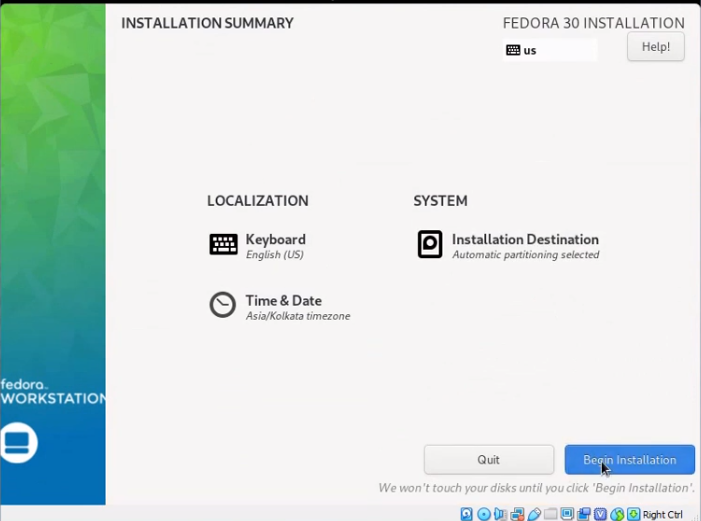 INSTALLATION SUMMARY
FEDORA 30 INSTALLATION
us
Help!
LOCALIZATION
SYSTEM
Keyboard
English (US)
Installation Destination
Automatic partitioning selected
Time & Date
Asia/Kolkata timezone
fedora.
WORKSTATION
Quit
Begin Installation
We won't touch your disks until you click 'Begin Installation'.
Right Ctrl